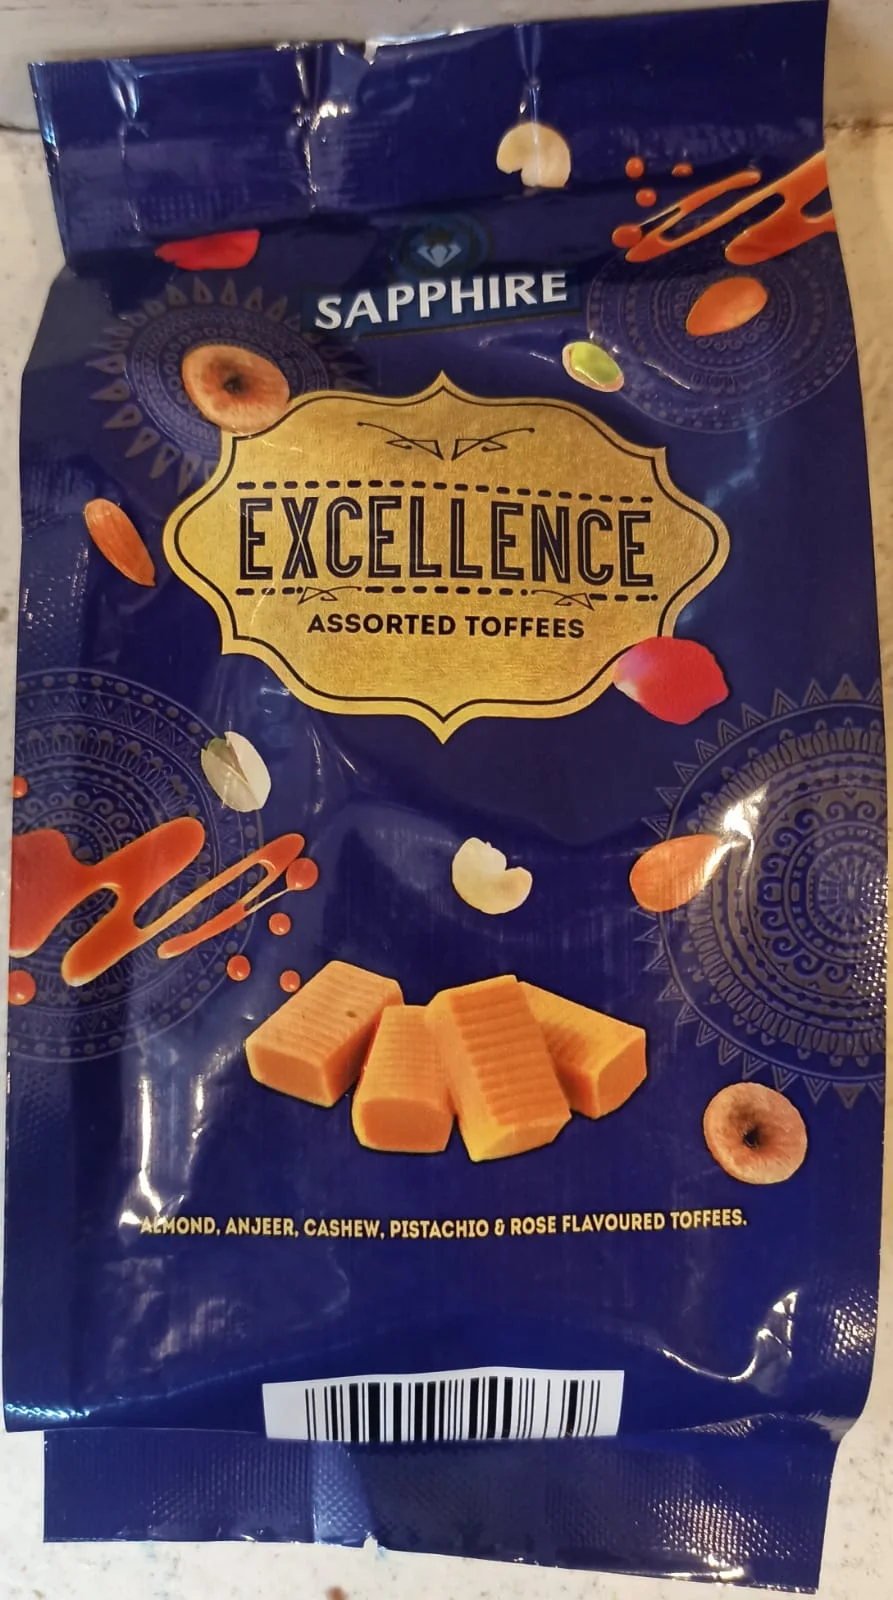 SAPPHIRE
EXCELLENCE
ASSORTED TOFFEES
ALMOND, ANJEER, CASHEW, PISTACHIO & ROSE FLAVOURED TOFFEES.